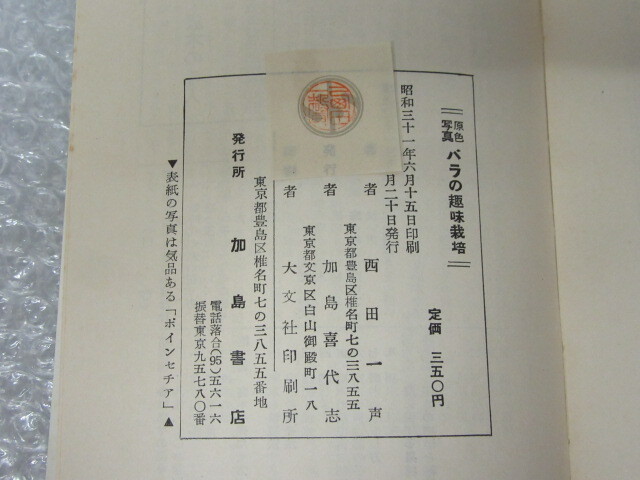 原色
写真 バラの趣味栽培
定価 三五〇円
昭和三十一年六月十五日印刷
月二十日発行
者 西田一声
東京都豊島区椎名町七の三八五五
者 加島喜代志
東京都文京区白山御殿町一八
者 大文社印刷所
東京都豊島区椎名町七の三八五五番地
発行所 加島書店
電話落合(95)五六一六
振替東京九五七八〇番
▼表紙の写真は気品ある「ポインセチア」▲